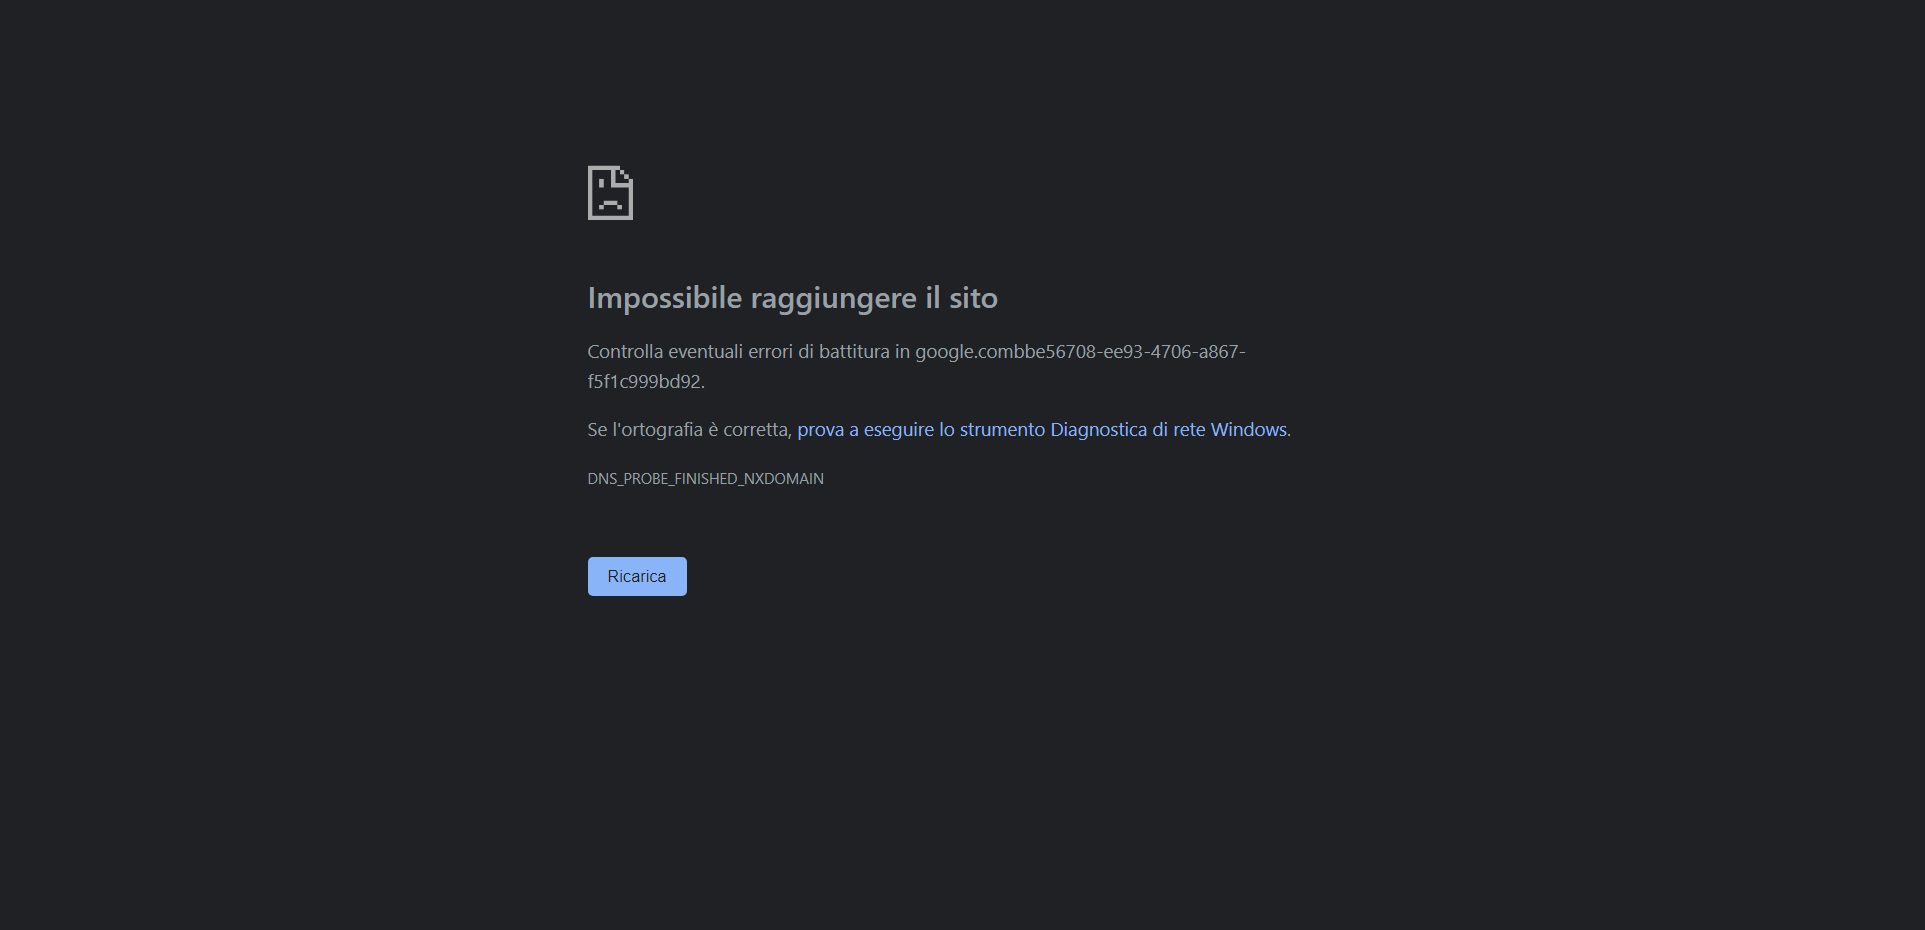 Impossibile raggiungere il sito
Controlla eventuali errori di battitura in google.combbe56708-ee93-4706-a867-
f5f1c999bd92.
Se l'ortografia è corretta, prova a eseguire lo strumento Diagnostica di rete Windows.
DNS_PROBE_FINISHED_NXDOMAIN
Ricarica